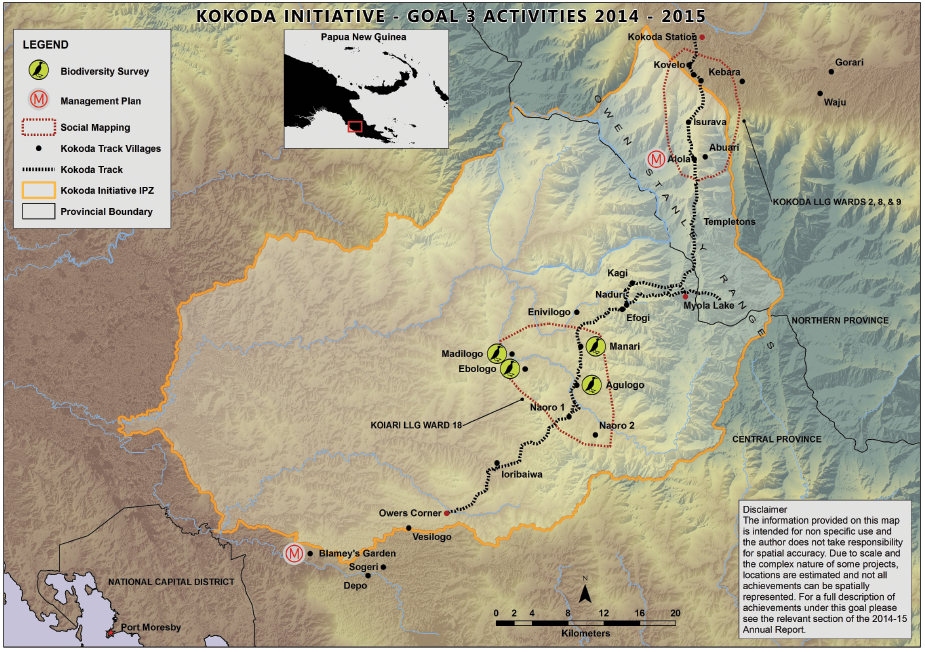 KOKODA INITIATIVE - GOAL 3 ACTIVITIES 2014 - 2015
LEGEND
Biodiversity Survey
M Management Plan
Social Mapping
Kokoda Track Villages
Kokoda Track
Kokoda Initiative IPZ
Provincial Boundary
Papua New Guinea
Kokoda Station
Kovelo
Kebara
Gorari
Waju
Isurava
Abuari
M Alola
KOKODA LLG WARDS 2, 8, & 9
OWEN STANLEY RANGES
Templetons
Kagi
Naduri
Myola Lake
Efogi
Enivilogo
NORTHERN PROVINCE
Manari
Madilogo
Ebologo
Agulogo
Naoro 1
KOIARI LLG WARD 18
Naoro 2
CENTRAL PROVINCE
Ioribaiwa
Owers Corner
Vesilogo
M Blamey's Garden
Sogeri
Depo
NATIONAL CAPITAL DISTRICT
Port Moresby
N
0 2 4 8 12 16 20
Kilometers
Disclaimer
The information provided on this map
is intended for non specific use and
the author does not take responsibility
for spatial accuracy. Due to scale and
the complex nature of some projects,
locations are estimated and not all
achievements can be spatially
represented. For a full description of
achievements under this goal please
see the relevant section of the 2014-15
Annual Report.